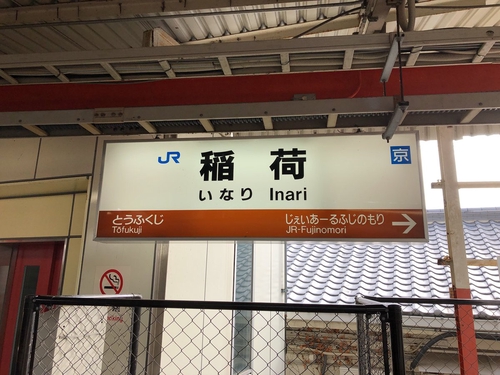 JR 稲荷 京
いなり Inari
とうふくじ じぇいあーるふじのもり
Tōfukuji JR-Fujinomori